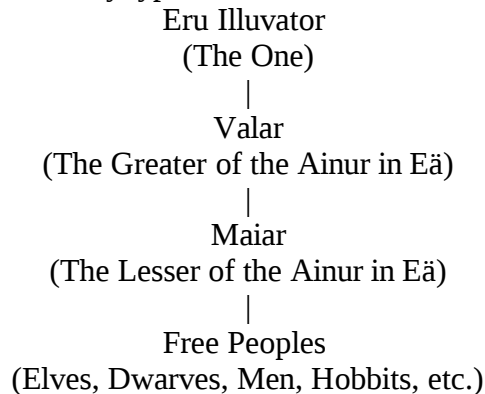 Eru Illuvator
(The One)
|
Valar
(The Greater of the Ainur in Eä)
|
Maiar
(The Lesser of the Ainur in Eä)
|
Free Peoples
(Elves, Dwarves, Men, Hobbits, etc.)